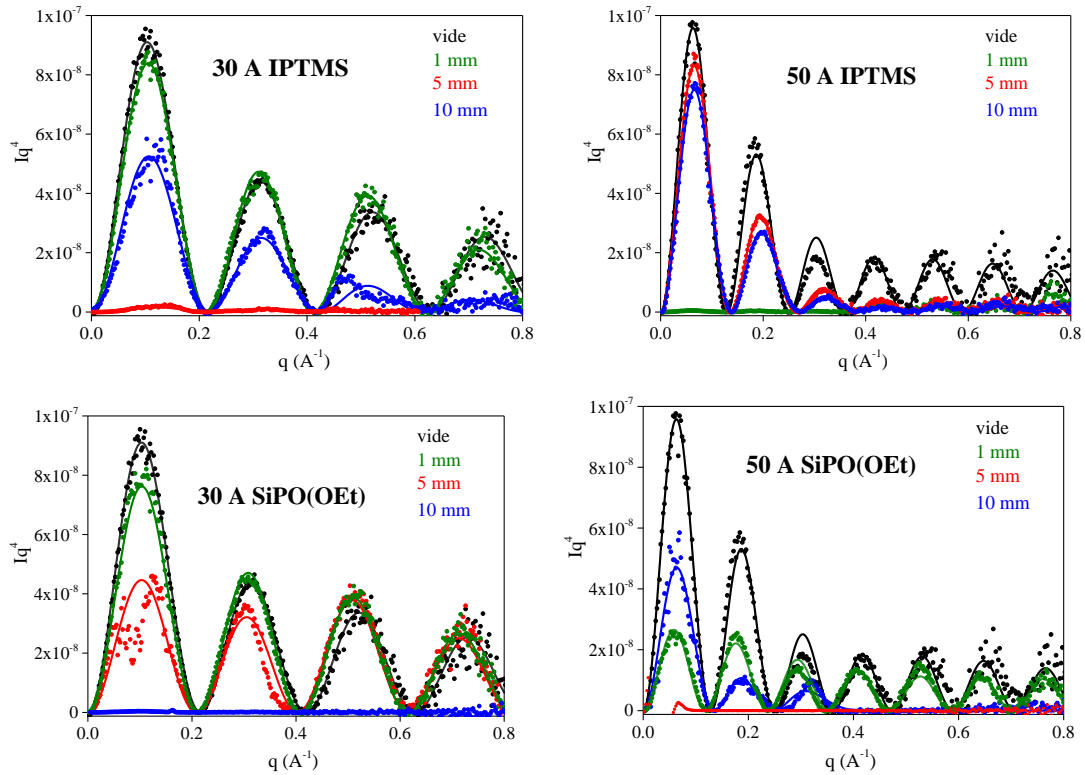 1x10⁻⁷
8x10⁻⁸
6x10⁻⁸
4x10⁻⁸
2x10⁻⁸
0
Iq⁴
0.0 0.2 0.4 0.6 0.8
q (A⁻¹)
30 A IPTMS
vide
1 mm
5 mm
10 mm
1x10⁻⁷
8x10⁻⁸
6x10⁻⁸
4x10⁻⁸
2x10⁻⁸
0
Iq⁴
0.0 0.2 0.4 0.6 0.8
q (A⁻¹)
50 A IPTMS
vide
1 mm
5 mm
10 mm
1x10⁻⁷
8x10⁻⁸
6x10⁻⁸
4x10⁻⁸
2x10⁻⁸
0
Iq⁴
0.0 0.2 0.4 0.6 0.8
q (A⁻¹)
30 A SiPO(OEt)
vide
1 mm
5 mm
10 mm
1x10⁻⁷
8x10⁻⁸
6x10⁻⁸
4x10⁻⁸
2x10⁻⁸
0
Iq⁴
0.0 0.2 0.4 0.6 0.8
q (A⁻¹)
50 A SiPO(OEt)
vide
1 mm
5 mm
10 mm